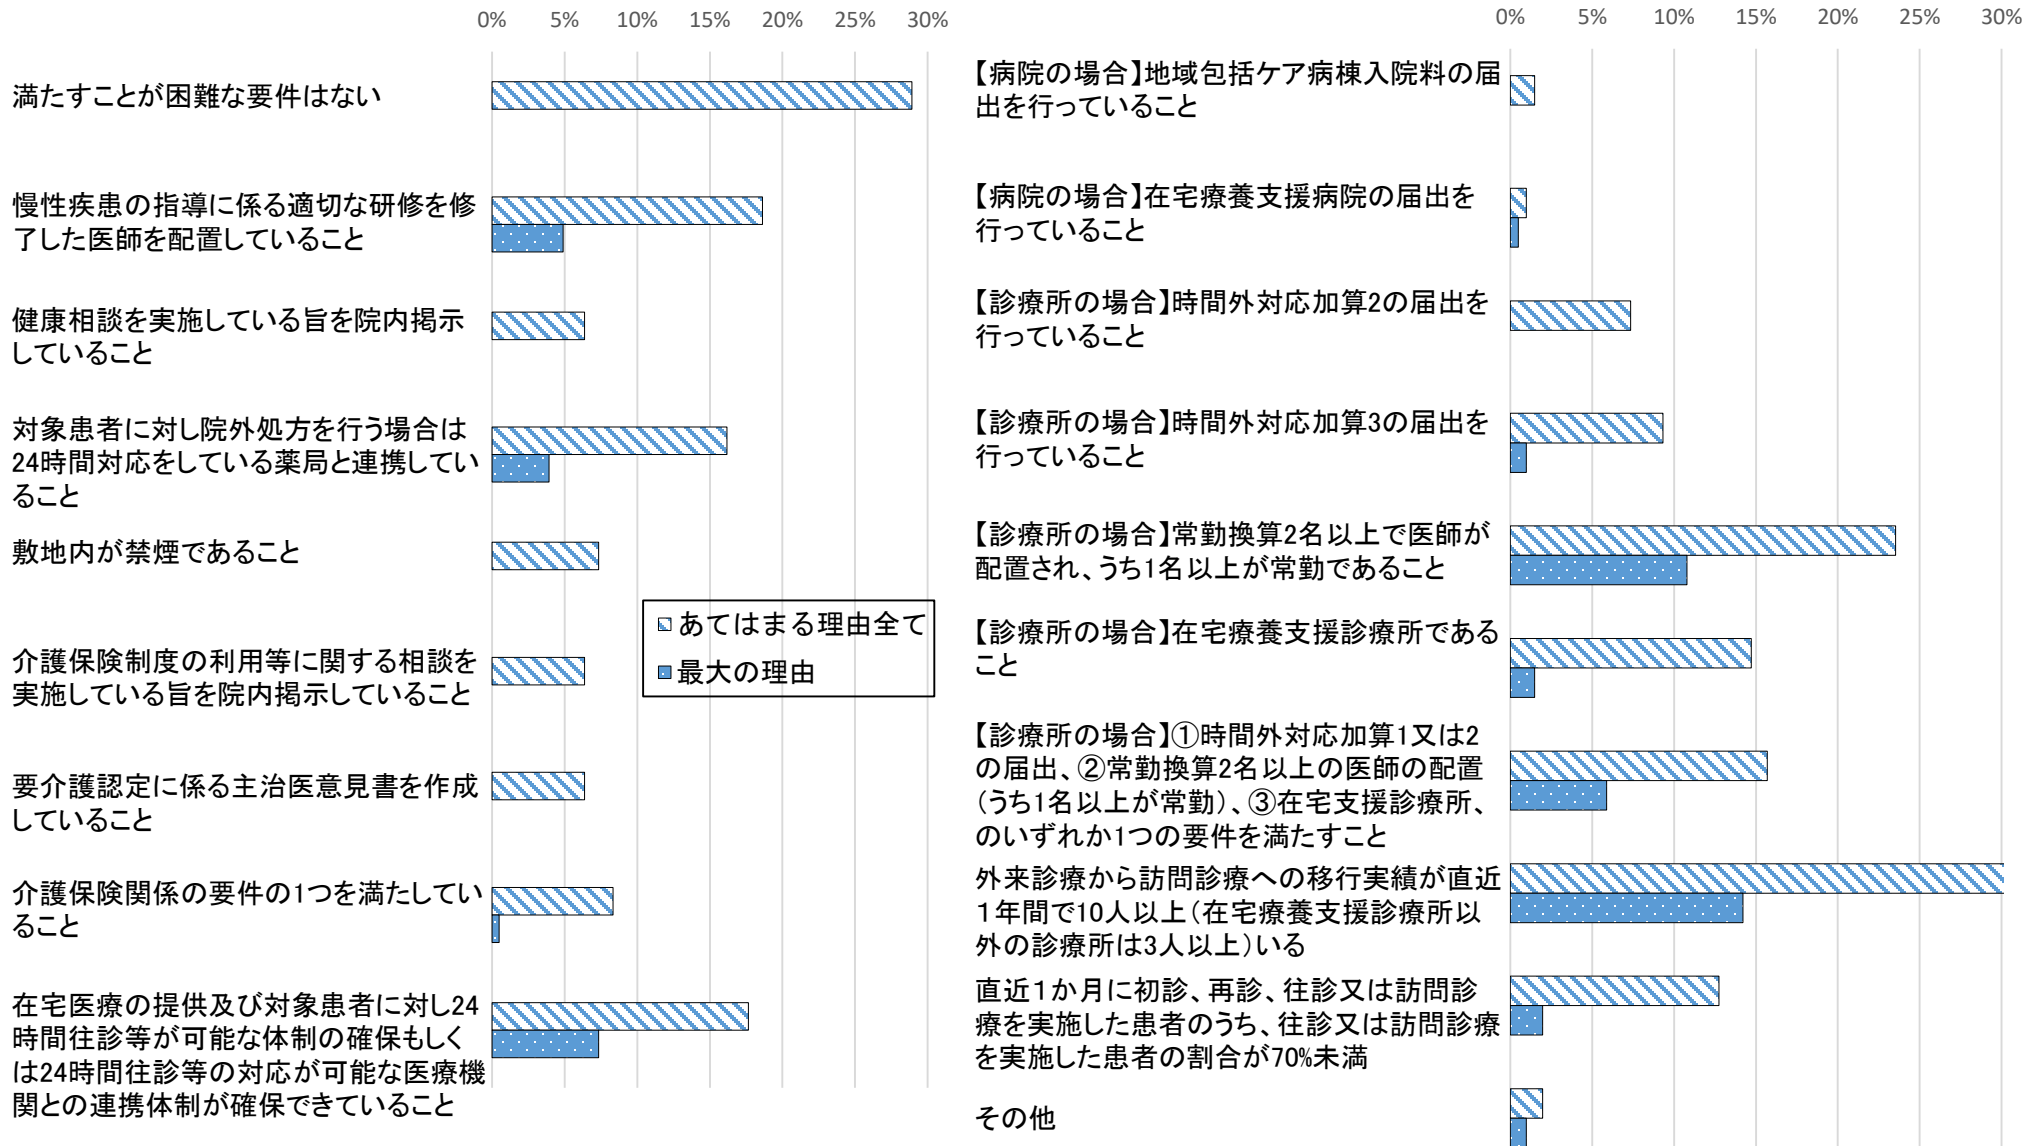 0% 5% 10% 15% 20% 25% 30%
満たすことが困難な要件はない
慢性疾患の指導に係る適切な研修を修
了した医師を配置していること
健康相談を実施している旨を院内掲示
していること
対象患者に対し院外処方を行う場合は
24時間対応をしている薬局と連携してい
ること
敷地内が禁煙であること
介護保険制度の利用等に関する相談を
実施している旨を院内掲示していること
要介護認定に係る主治医意見書を作成
していること
介護保険関係の要件の1つを満たしてい
ること
在宅医療の提供及び対象患者に対し24
時間往診等が可能な体制の確保もしく
は24時間往診等の対応が可能な医療機
関との連携体制が確保できていること
あてはまる理由全て
最大の理由
0% 5% 10% 15% 20% 25% 30%
【病院の場合】地域包括ケア病棟入院料の届
出を行っていること
【病院の場合】在宅療養支援病院の届出を
行っていること
【診療所の場合】時間外対応加算2の届出を
行っていること
【診療所の場合】時間外対応加算3の届出を
行っていること
【診療所の場合】常勤換算2名以上で医師が
配置され、うち1名以上が常勤であること
【診療所の場合】在宅療養支援診療所である
こと
【診療所の場合】①時間外対応加算1又は2
の届出、②常勤換算2名以上の医師の配置
（うち1名以上が常勤）、③在宅支援診療所、
のいずれか1つの要件を満たすこと
外来診療から訪問診療への移行実績が直近
１年間で10人以上（在宅療養支援診療所以
外の診療所は3人以上）いる
直近１か月に初診、再診、往診又は訪問診
療を実施した患者のうち、往診又は訪問診療
を実施した患者の割合が70%未満
その他